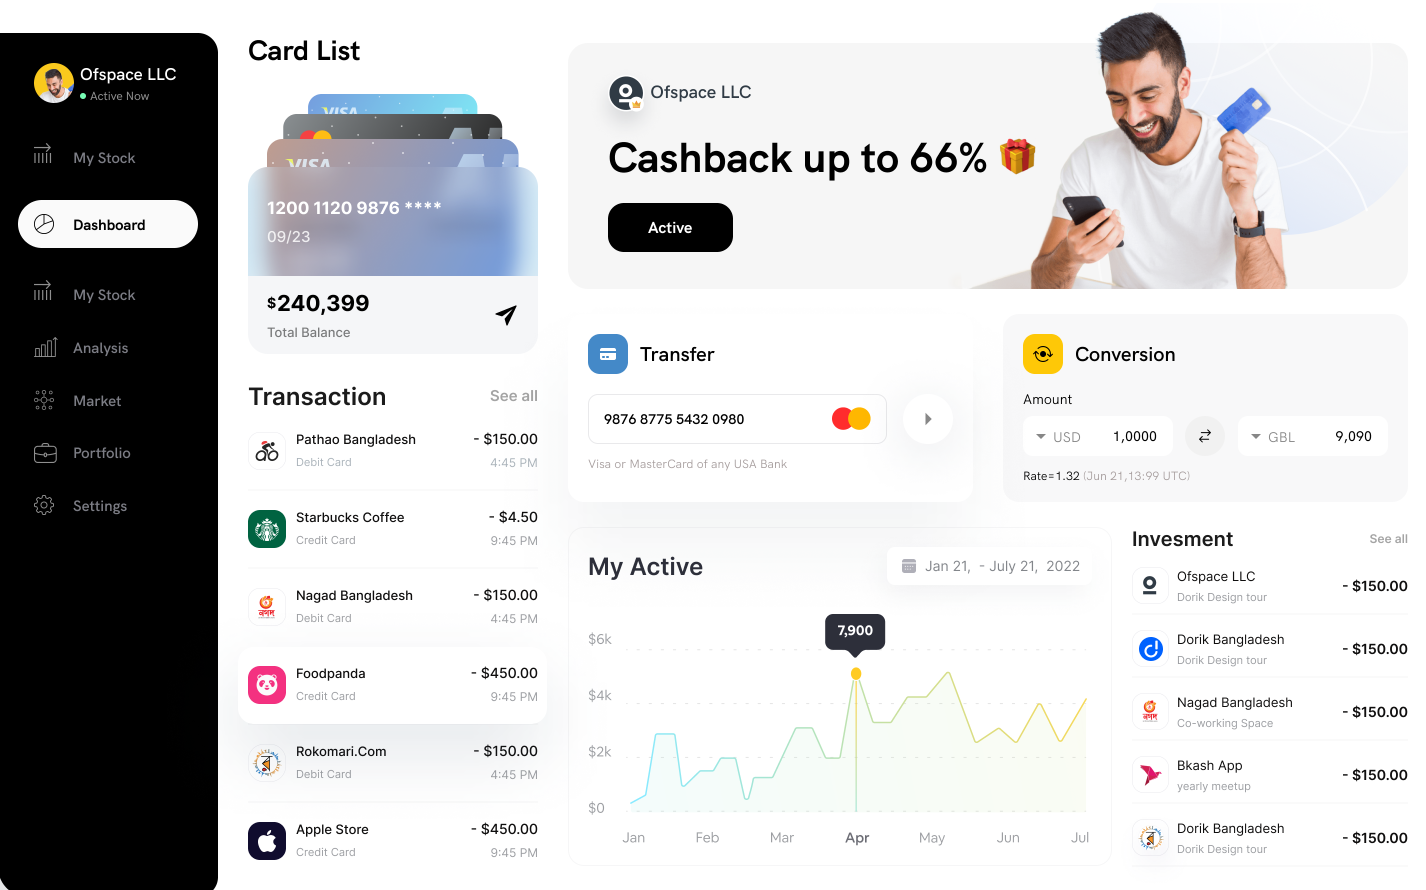 Ofspace LLC
Active Now
My Stock
Dashboard
My Stock
Analysis
Market
Portfolio
Settings
Card List
VISA
VISA
1200 1120 9876 ****
09/23
$240,399
Total Balance
Transaction See all
Pathao Bangladesh - $150.00
Debit Card 4:45 PM
Starbucks Coffee - $4.50
Credit Card 9:45 PM
Nagad Bangladesh - $150.00
নগদ
Debit Card 4:45 PM
Foodpanda - $450.00
Credit Card 9:45 PM
Rokomari.Com - $150.00
Debit Card 4:45 PM
Apple Store - $450.00
Credit Card 9:45 PM
Ofspace LLC
Cashback up to 66%
Active
Transfer
9876 8775 5432 0980
Visa or MasterCard of any USA Bank
Conversion
Amount
USD 1,0000
GBL 9,090
Rate=1.32 (Jun 21,13:99 UTC)
My Active
Jan 21, - July 21, 2022
7,900
$6k
$4k
$2k
$0
Jan Feb Mar Apr May Jun Jul
Invesment See all
Ofspace LLC - $150.00
Dorik Design tour
Dorik Bangladesh - $150.00
Dorik Design tour
Nagad Bangladesh - $150.00
নগদ
Co-working Space
Bkash App - $150.00
yearly meetup
Dorik Bangladesh - $150.00
Dorik Design tour